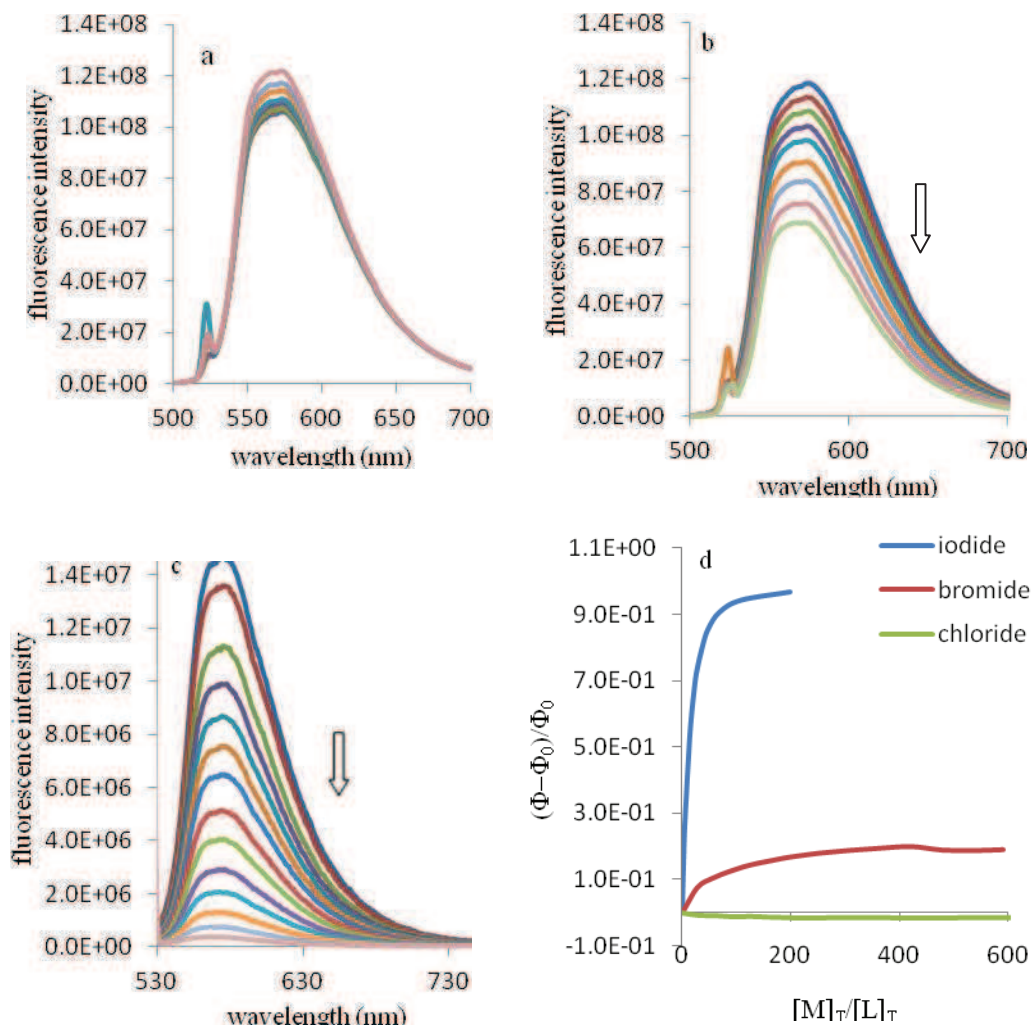 a
fluorescence intensity
1.4E+08
1.2E+08
1.0E+08
8.0E+07
6.0E+07
4.0E+07
2.0E+07
0.0E+00
500 550 600 650 700
wavelength (nm)
b
fluorescence intensity
1.4E+08
1.2E+08
1.0E+08
8.0E+07
6.0E+07
4.0E+07
2.0E+07
0.0E+00
500 600 700
wavelength (nm)
c
fluorescence intensity
1.4E+07
1.2E+07
1.0E+07
8.0E+06
6.0E+06
4.0E+06
2.0E+06
0.0E+00
530 630 730
wavelength (nm)
d
(Φ−Φ₀)/Φ₀
1.1E+00
9.0E-01
7.0E-01
5.0E-01
3.0E-01
1.0E-01
-1.0E-01
0 200 400 600
[M]T/[L]T
iodide
bromide
chloride